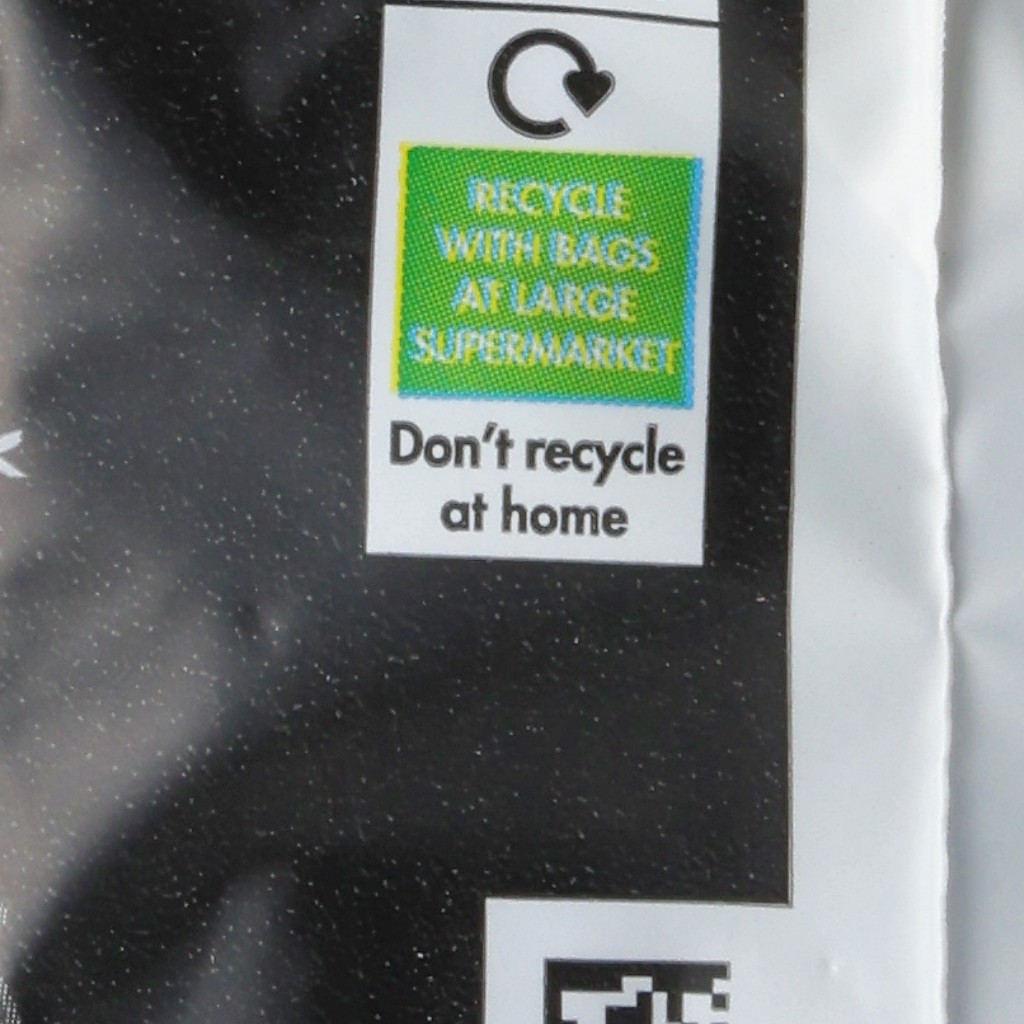 RECYCLE
WITH BAGS
AT LARGE
SUPERMARKET
Don't recycle
at home